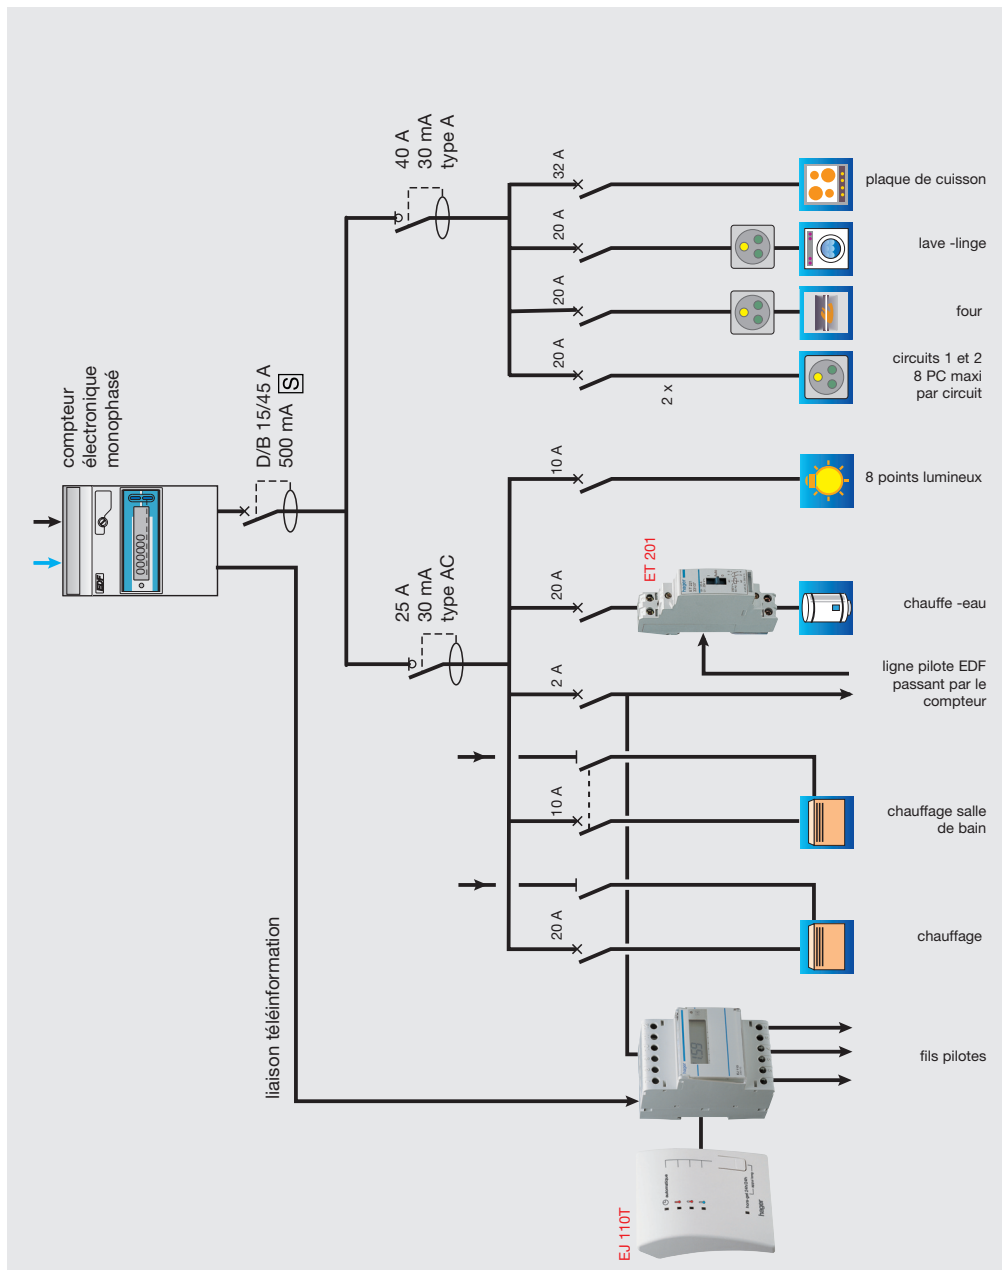 40 A
30 mA
type A
32 A
plaque de cuisson
20 A
lave -linge
20 A
four
20 A
2 x
circuits 1 et 2
8 PC maxi
par circuit
compteur
électronique
monophasé
D/B 15/45 A
500 mA S
EDF
000000
10 A
8 points lumineux
25 A
30 mA
type AC
20 A
ET 201
chauffe -eau
2 A
ligne pilote EDF
passant par le
compteur
10 A
chauffage salle
de bain
20 A
chauffage
liaison téléinformation
fils pilotes
EJ 110T
automatique
hager